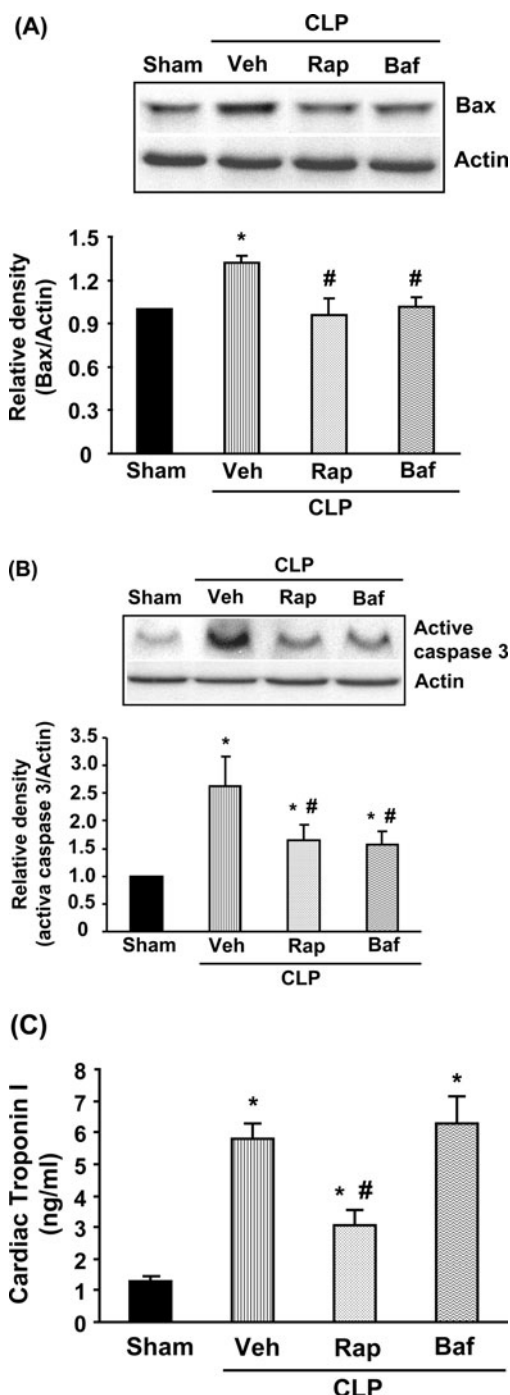 (A)
CLP
Sham Veh Rap Baf
Bax
Actin
Relative density
(Bax/Actin)
1.5
1.2
0.9
0.6
0.3
0
*
#
#
Sham Veh Rap Baf
CLP
(B)
CLP
Sham Veh Rap Baf
Active
caspase 3
Actin
Relative density
(activa caspase 3/Actin)
3.5
3.0
2.5
2.0
1.5
1.0
0.5
0
*
* #
* #
Sham Veh Rap Baf
CLP
(C)
Cardiac Troponin I
(ng/ml)
8
7
6
5
4
3
2
1
0
*
* #
*
Sham Veh Rap Baf
CLP